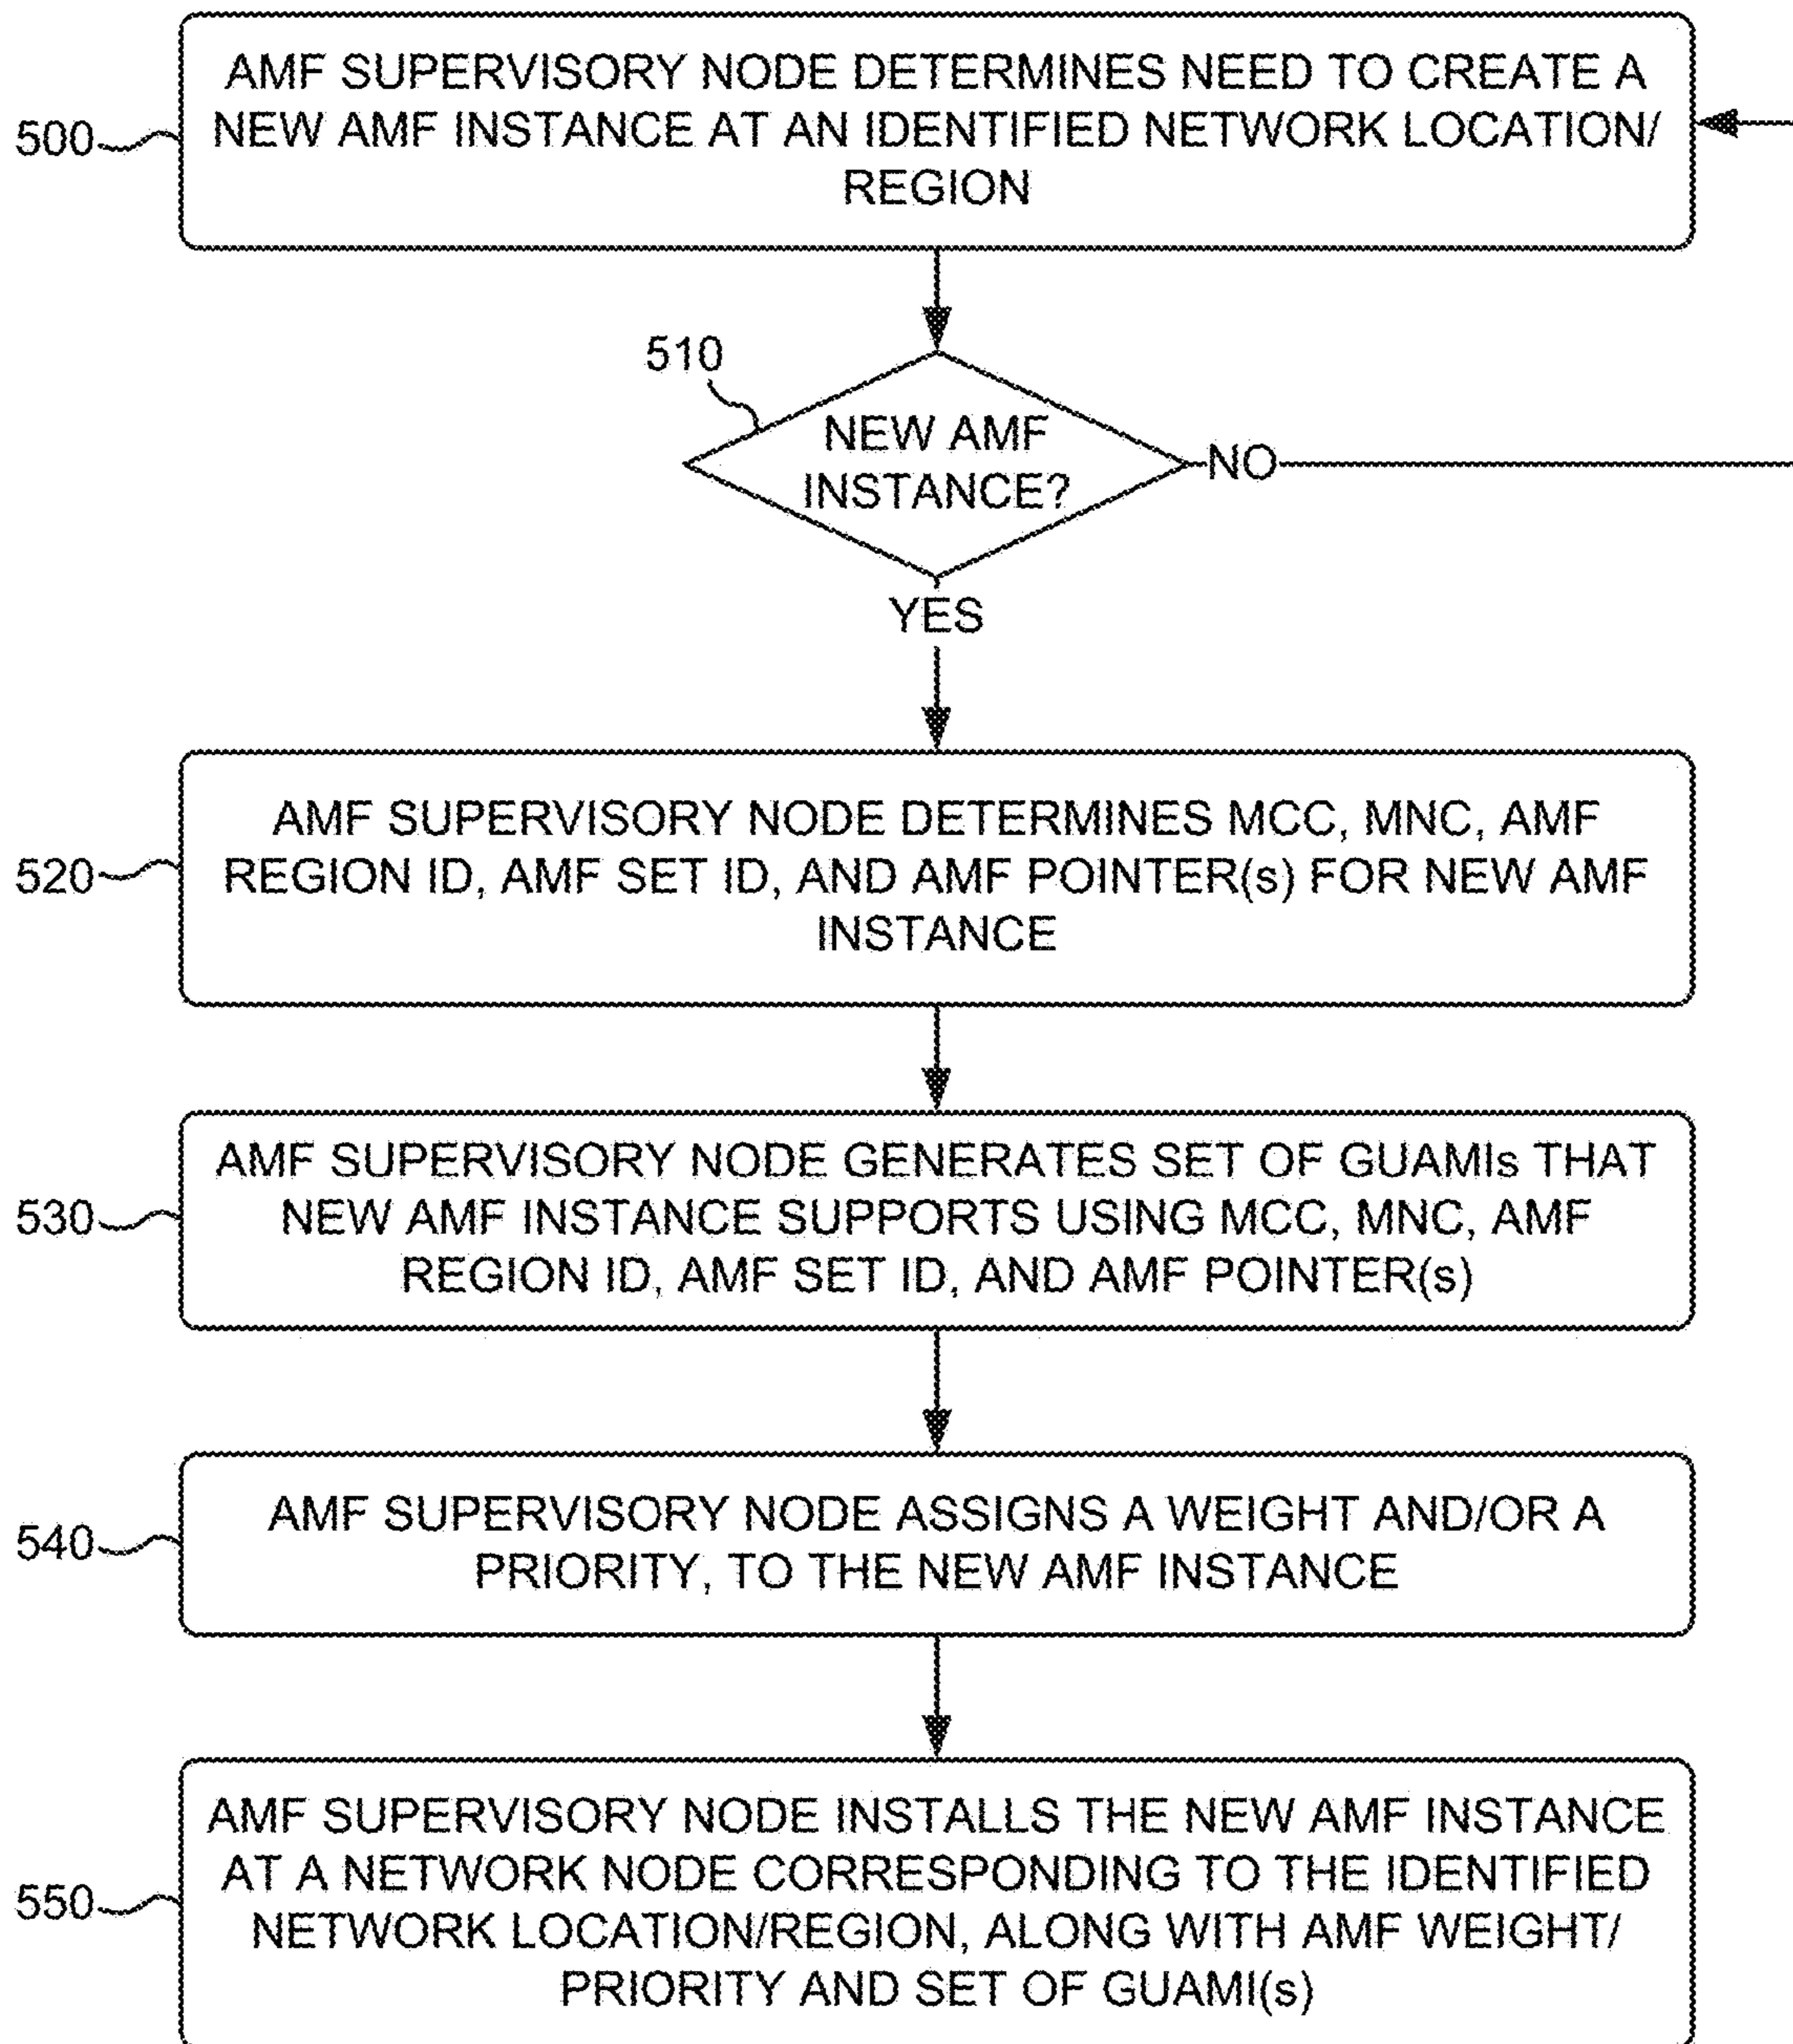 AMF SUPERVISORY NODE DETERMINES NEED TO CREATE A
NEW AMF INSTANCE AT AN IDENTIFIED NETWORK LOCATION/
REGION
500
510
NEW AMF
INSTANCE?
NO
YES
AMF SUPERVISORY NODE DETERMINES MCC, MNC, AMF
REGION ID, AMF SET ID, AND AMF POINTER(s) FOR NEW AMF
INSTANCE
520
AMF SUPERVISORY NODE GENERATES SET OF GUAMIs THAT
NEW AMF INSTANCE SUPPORTS USING MCC, MNC, AMF
REGION ID, AMF SET ID, AND AMF POINTER(s)
530
AMF SUPERVISORY NODE ASSIGNS A WEIGHT AND/OR A
PRIORITY, TO THE NEW AMF INSTANCE
540
AMF SUPERVISORY NODE INSTALLS THE NEW AMF INSTANCE
AT A NETWORK NODE CORRESPONDING TO THE IDENTIFIED
NETWORK LOCATION/REGION, ALONG WITH AMF WEIGHT/
PRIORITY AND SET OF GUAMI(s)
550